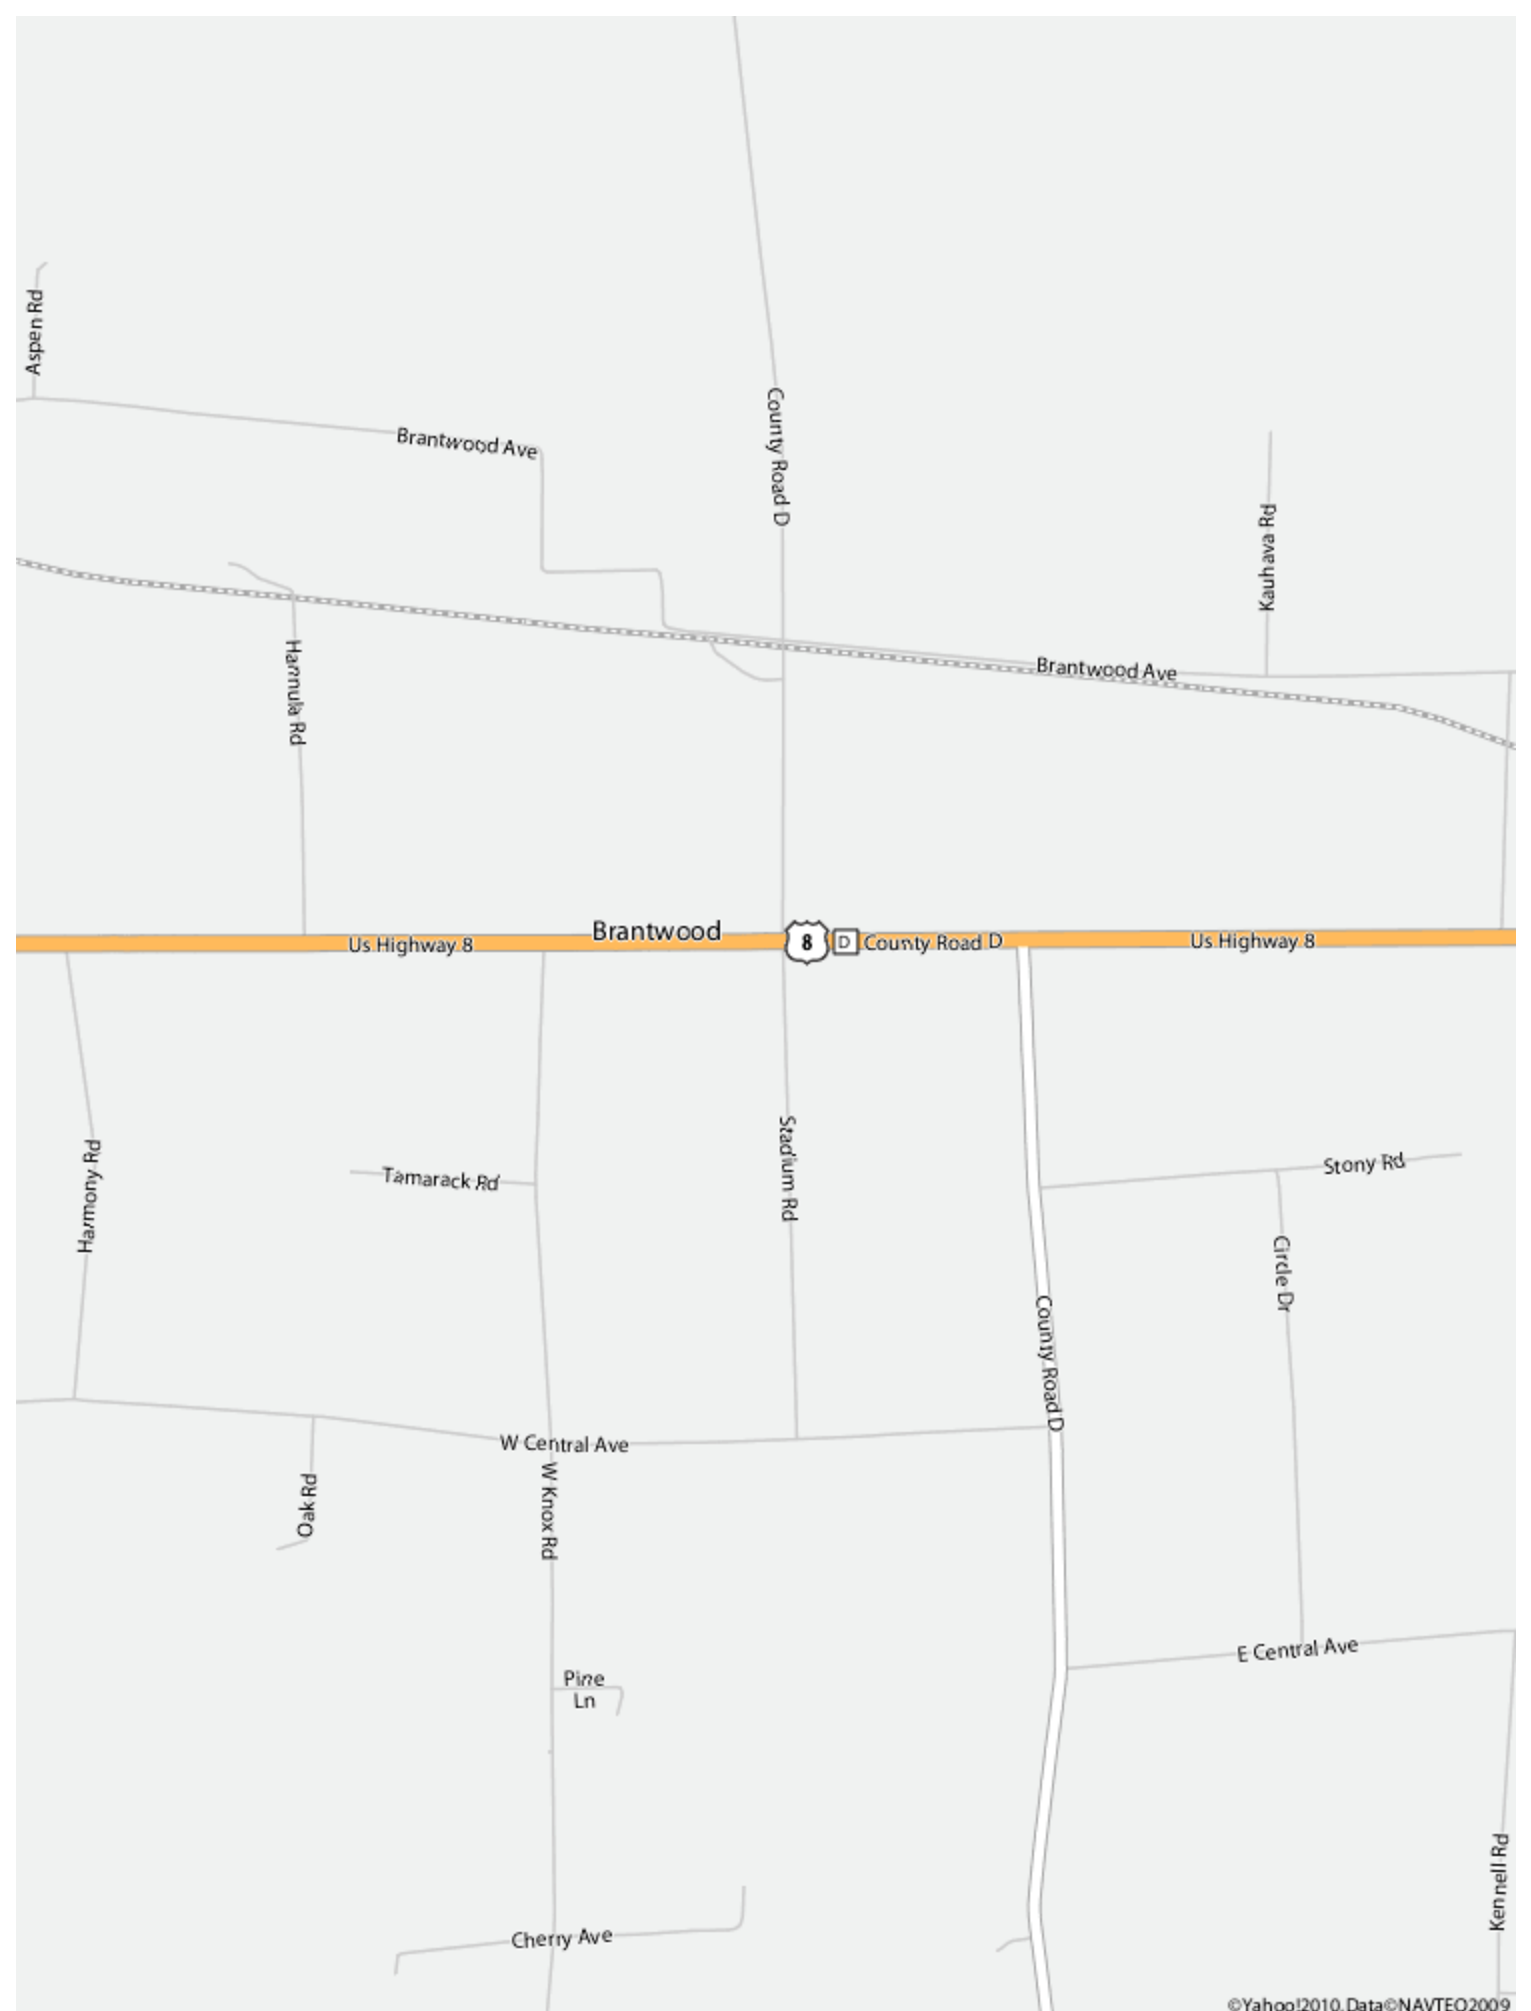 Aspen Rd
County Road D
Brantwood Ave
Kauhava Rd
Hannula Rd
Brantwood Ave
Brantwood
Us Highway 8
8
D
County Road D
Us Highway 8
Harmony Rd
Tamarack Rd
Stadium Rd
Stony Rd
Circle Dr
County Road D
W Central Ave
Oak Rd
W Knox Rd
E Central Ave
Pine
Ln
Kennell Rd
Cherry Ave
©Yahoo!2010,Data©NAVTEQ2009